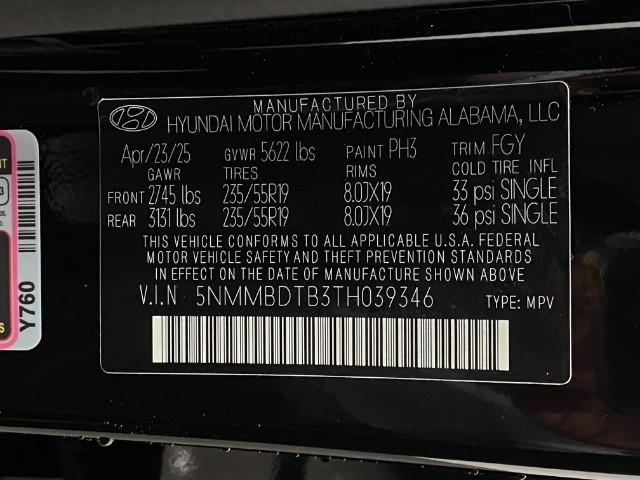 MANUFACTURED BY
HYUNDAI MOTOR MANUFACTURING ALABAMA, LLC
Apr/23/25 GVWR 5622 lbs PAINT PH3 TRIM FGY
GAWR TIRES RIMS COLD TIRE INFL
FRONT 2745 lbs 235/55R19 8.0JX19 33 psi SINGLE
REAR 3131 lbs 235/55R19 8.0JX19 36 psi SINGLE
THIS VEHICLE CONFORMS TO ALL APPLICABLE U.S.A. FEDERAL
MOTOR VEHICLE SAFETY BUMPER AND THEFT PREVENTION STANDARDS
IN EFFECT ON THE DATE OF MANUFACTURE SHOWN ABOVE
V.I.N 5NMMBDTB3TH039346 TYPE: MPV
Y760